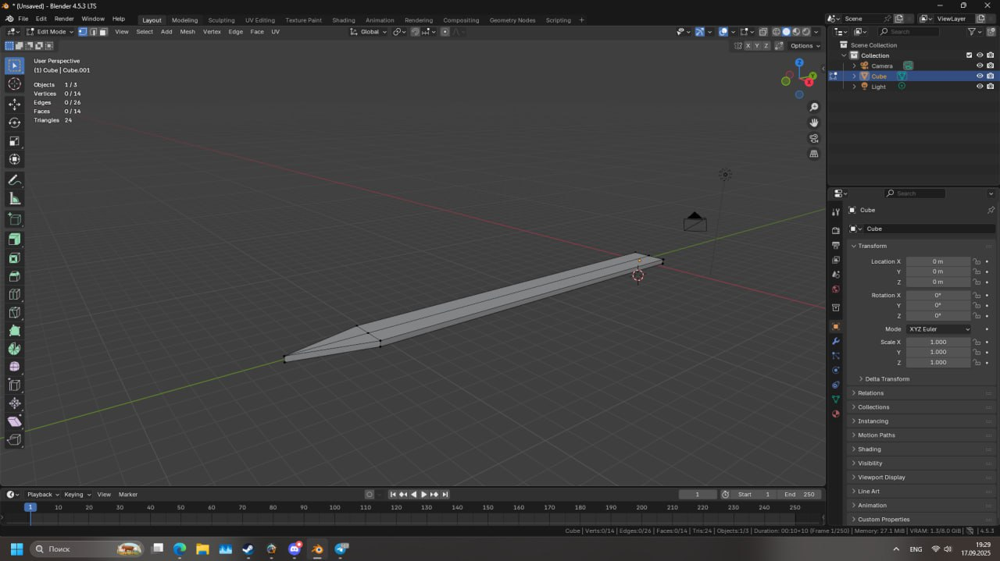 * (Unsaved) - Blender 4.5.3 LTS
File Edit Render Window Help Layout Modeling Sculpting UV Editing Texture Paint Shading Animation Rendering Compositing Geometry Nodes Scripting + Scene ViewLayer
Edit Mode View Select Add Mesh Vertex Edge Face UV Global Search
X Y Z Options
User Perspective
(1) Cube | Cube.001
Objects 1 / 3
Vertices 0 / 14
Edges 0 / 26
Faces 0 / 14
Triangles 24
Z
Y
X
Scene Collection
Collection
Camera
Cube
Light
Search
Cube
Cube
Transform
Location X 0 m
Y 0 m
Z 0 m
Rotation X 0°
Y 0°
Z 0°
Mode XYZ Euler
Scale X 1.000
Y 1.000
Z 1.000
Delta Transform
Relations
Collections
Instancing
Motion Paths
Shading
Visibility
Viewport Display
Line Art
Animation
Custom Properties
Playback Keying View Marker 1 Start 1 End 250
1 10 20 30 40 50 60 70 80 90 100 110 120 130 140 150 160 170 180 190 200 210 220 230 240 250
Cube | Verts:0/14 | Edges:0/26 | Faces:0/14 | Tris:24 | Objects:1/3 | Duration: 00:10+10 (Frame 1/250) | Memory: 27.1 MiB | VRAM: 1.3/8.0 GiB | 4.5.3
Поиск
ENG
19:29
17.09.2025